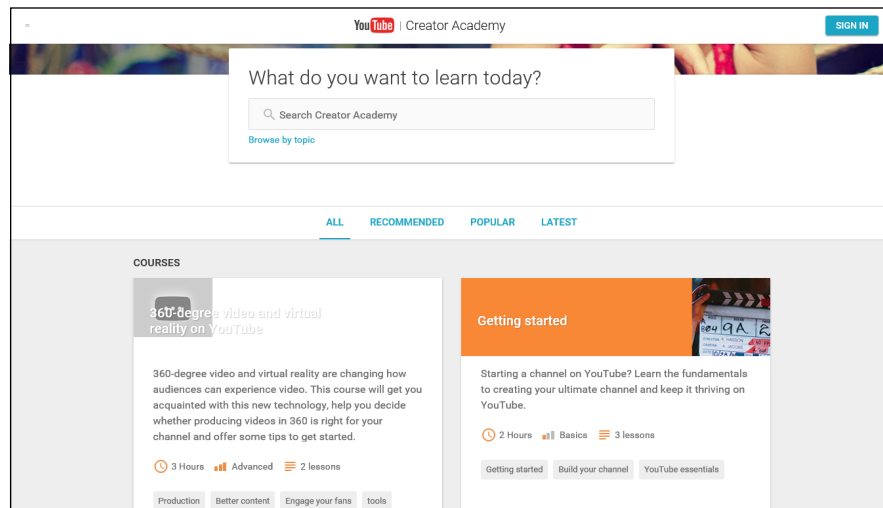 YouTube | Creator Academy
SIGN IN
What do you want to learn today?
Search Creator Academy
Browse by topic
ALL RECOMMENDED POPULAR LATEST
COURSES
360-degree video and virtual
reality on YouTube
360-degree video and virtual reality are changing how
audiences can experience video. This course will get you
acquainted with this new technology, help you decide
whether producing videos in 360 is right for your
channel and offer some tips to get started.
3 Hours Advanced 2 lessons
Production Better content Engage your fans tools
Getting started
Starting a channel on YouTube? Learn the fundamentals
to creating your ultimate channel and keep it thriving on
YouTube.
2 Hours Basics 3 lessons
Getting started Build your channel YouTube essentials